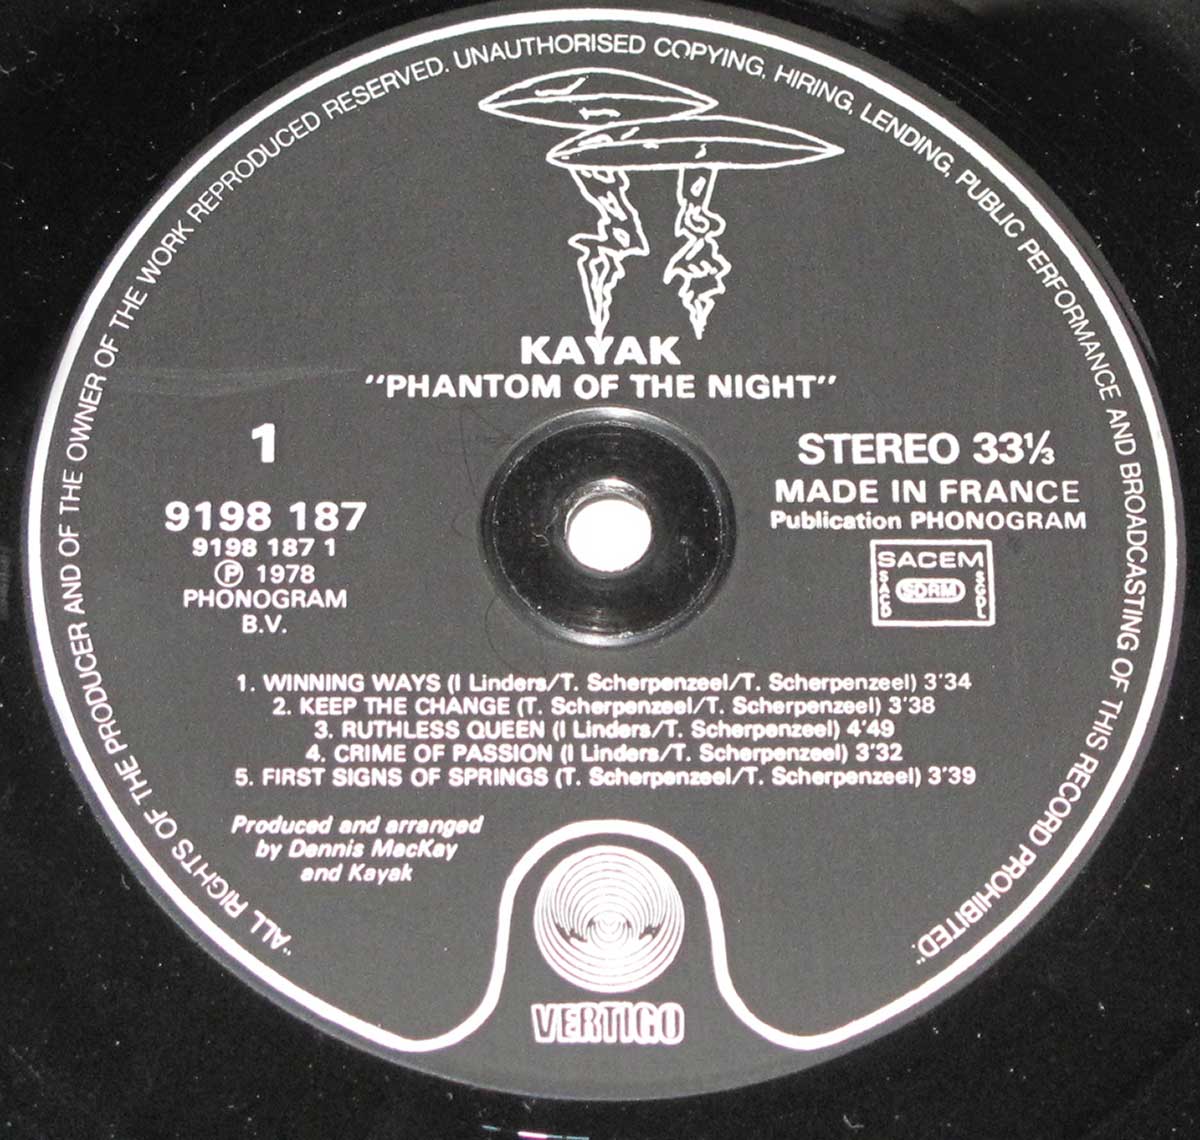 "ALL RIGHTS OF THE PRODUCER AND OF THE OWNER OF THE WORK REPRODUCED RESERVED. UNAUTHORISED COPYING, HIRING, LENDING, PUBLIC PERFORMANCE AND BROADCASTING OF THIS RECORD PROHIBITED."
KAYAK
"PHANTOM OF THE NIGHT"
1
9198 187
9198 187 1
Ⓟ 1978
PHONOGRAM
B.V.
STEREO 33⅓
MADE IN FRANCE
Publication PHONOGRAM
SACEM
SACD
SDRM
SGDL
1. WINNING WAYS (I Linders/T. Scherpenzeel/T. Scherpenzeel) 3'34
2. KEEP THE CHANGE (T. Scherpenzeel/T. Scherpenzeel) 3'38
3. RUTHLESS QUEEN (I Linders/T. Scherpenzeel) 4'49
4. CRIME OF PASSION (I Linders/T. Scherpenzeel) 3'32
5. FIRST SIGNS OF SPRINGS (T. Scherpenzeel/T. Scherpenzeel) 3'39
Produced and arranged
by Dennis MacKay
and Kayak
VERTIGO